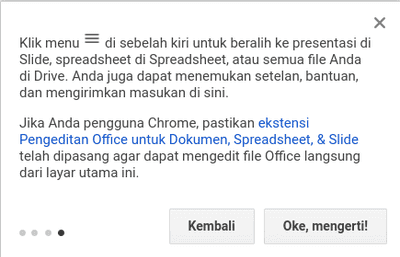 Klik menu di sebelah kiri untuk beralih ke presentasi di
Slide, spreadsheet di Spreadsheet, atau semua file Anda
di Drive. Anda juga dapat menemukan setelan, bantuan,
dan mengirimkan masukan di sini.
Jika Anda pengguna Chrome, pastikan ekstensi
Pengeditan Office untuk Dokumen, Spreadsheet, & Slide
telah dipasang agar dapat mengedit file Office langsung
dari layar utama ini.
Kembali
Oke, mengerti!